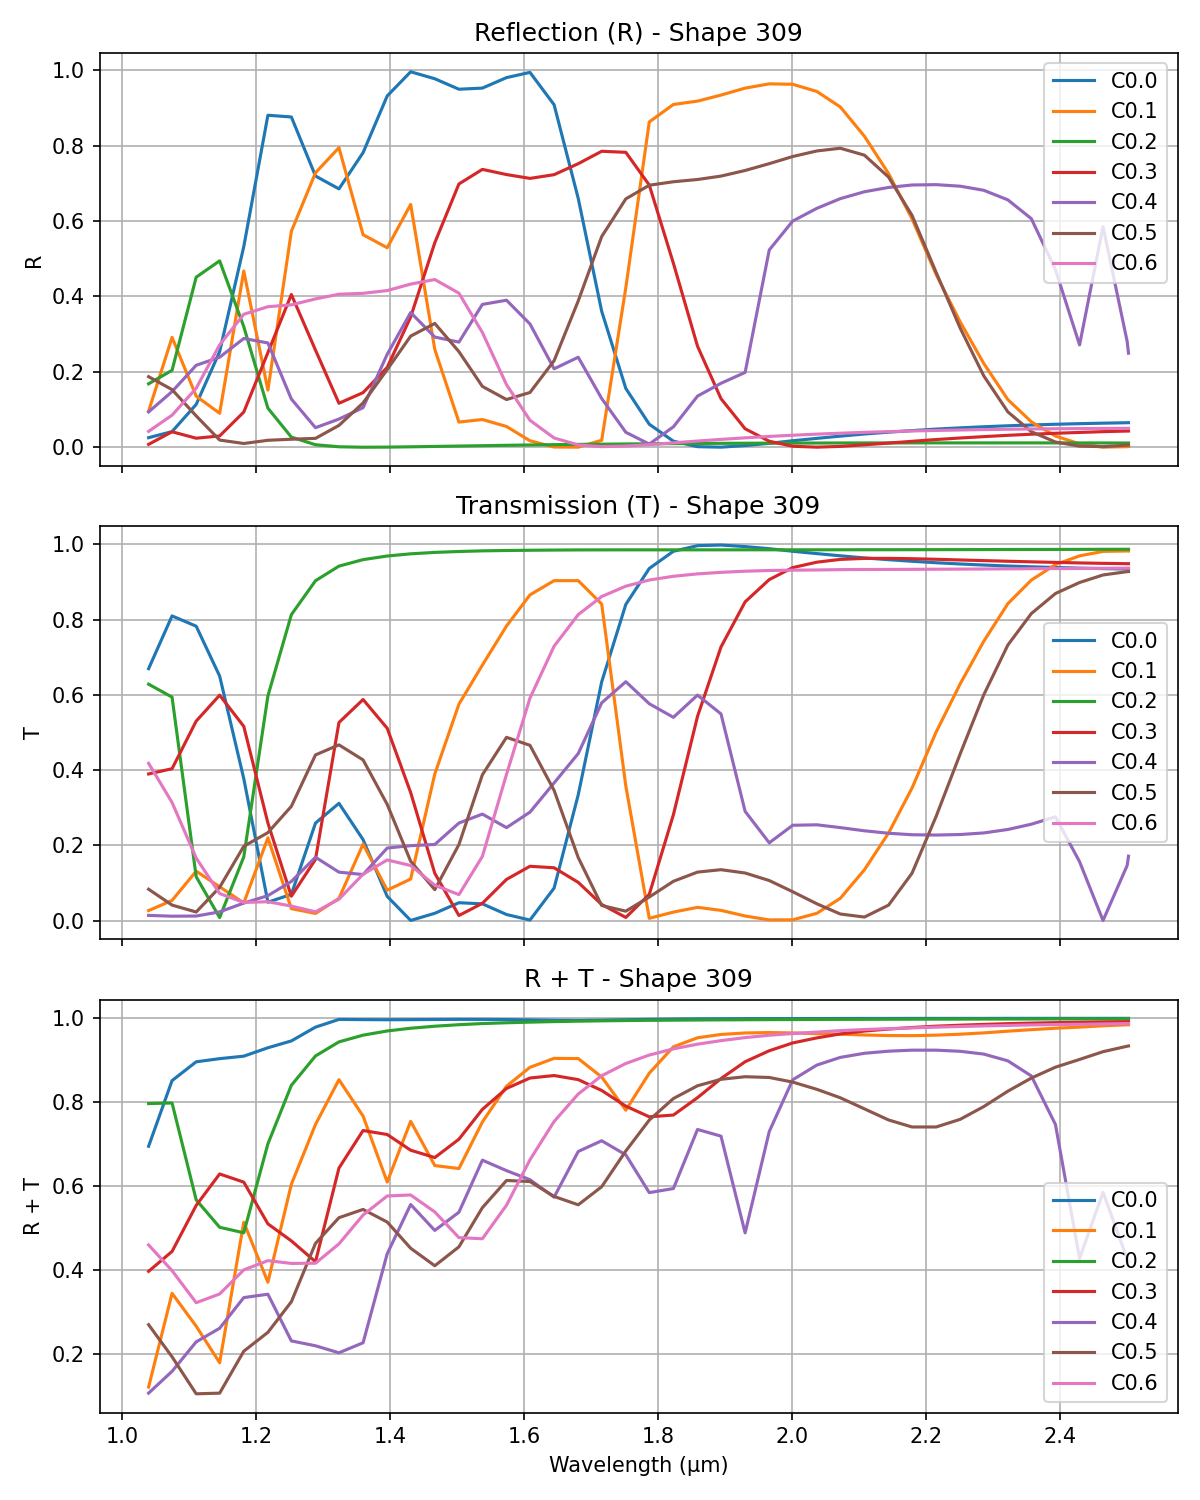 Reflection (R) - Shape 309
1.0
0.8
0.6
0.4
0.2
0.0
R
C0.0
C0.1
C0.2
C0.3
C0.4
C0.5
C0.6
Transmission (T) - Shape 309
1.0
0.8
0.6
0.4
0.2
0.0
T
C0.0
C0.1
C0.2
C0.3
C0.4
C0.5
C0.6
R + T - Shape 309
1.0
0.8
0.6
0.4
0.2
R + T
C0.0
C0.1
C0.2
C0.3
C0.4
C0.5
C0.6
1.0 1.2 1.4 1.6 1.8 2.0 2.2 2.4
Wavelength (μm)